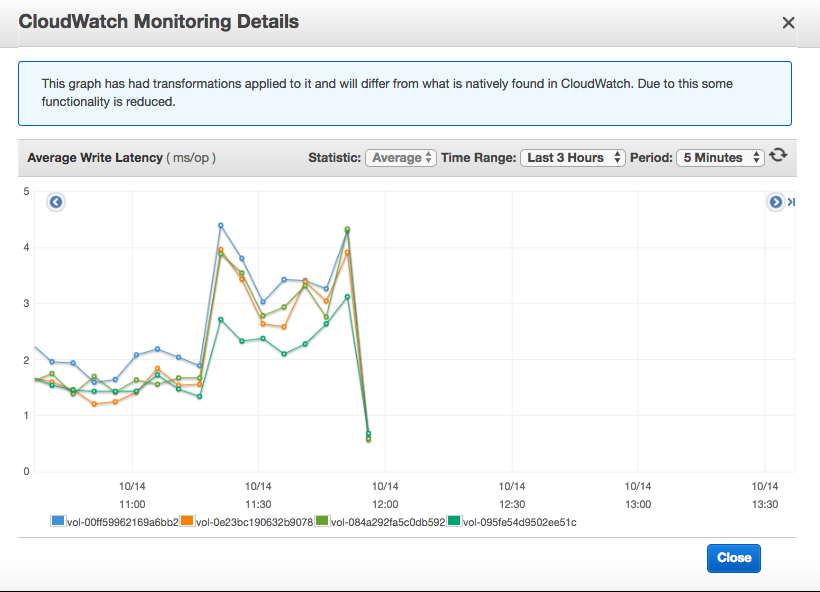 CloudWatch Monitoring Details
This graph has had transformations applied to it and will differ from what is natively found in CloudWatch. Due to this some
functionality is reduced.
Average Write Latency ( ms/op ) Statistic: Average Time Range: Last 3 Hours Period: 5 Minutes
5
4
3
2
1
0
10/14 10/14 10/14 10/14 10/14 10/14
11:00 11:30 12:00 12:30 13:00 13:30
vol-00ff59962169a6bb2 vol-0e23bc190632b9078 vol-084a292fa5c0db592 vol-095fe54d9502ee51c
Close